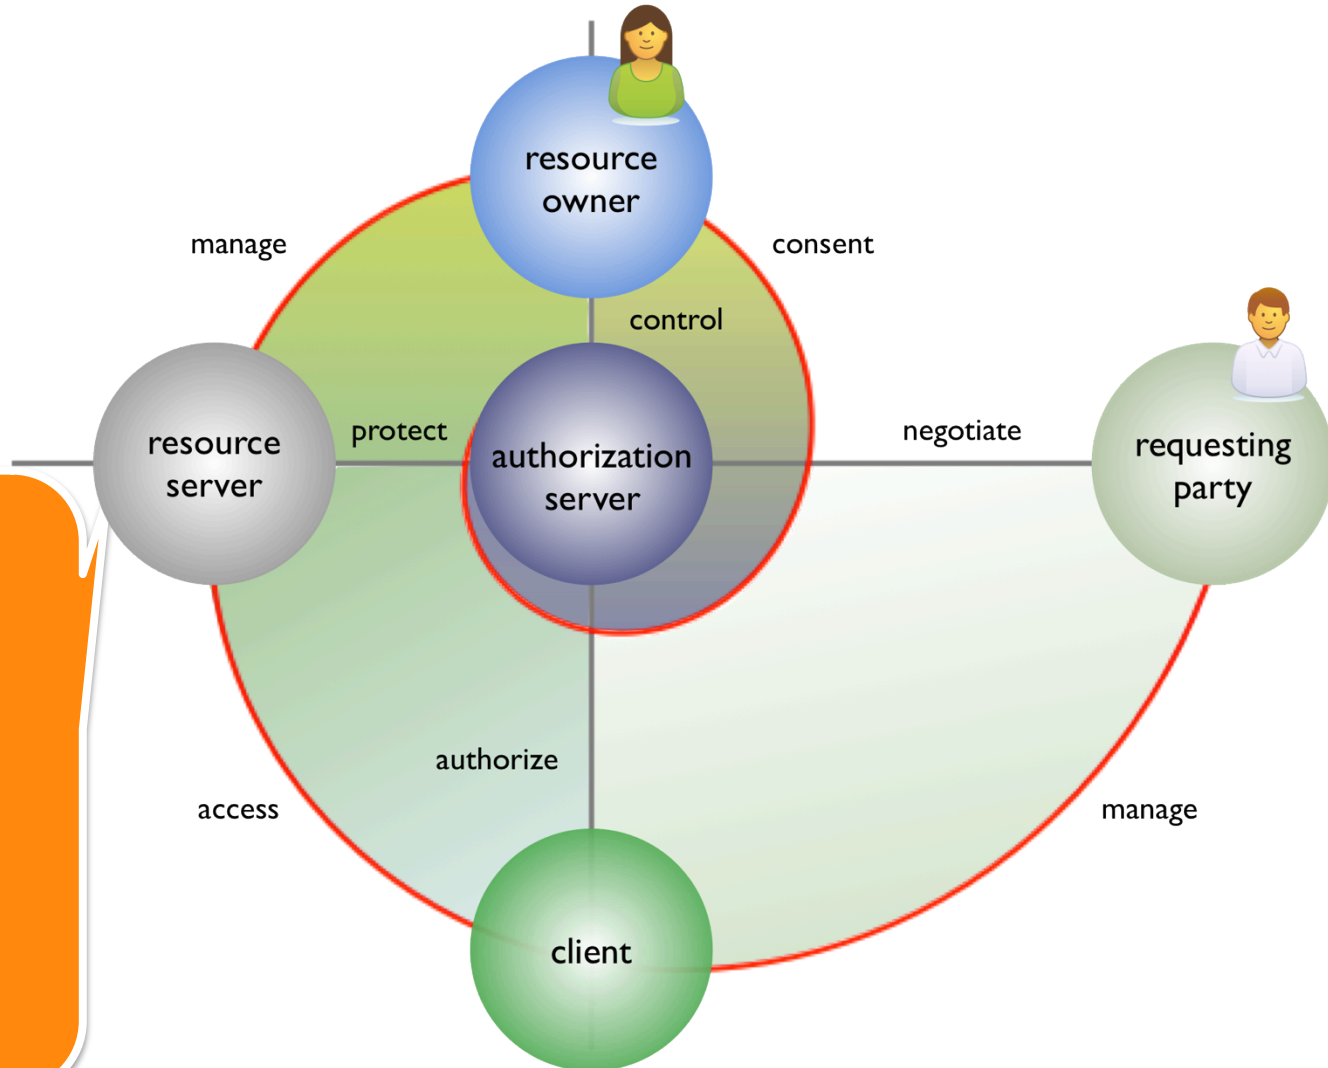 resource
owner
manage
consent
control
resource
server
protect
authorization
server
negotiate
requesting
party
authorize
access
manage
client